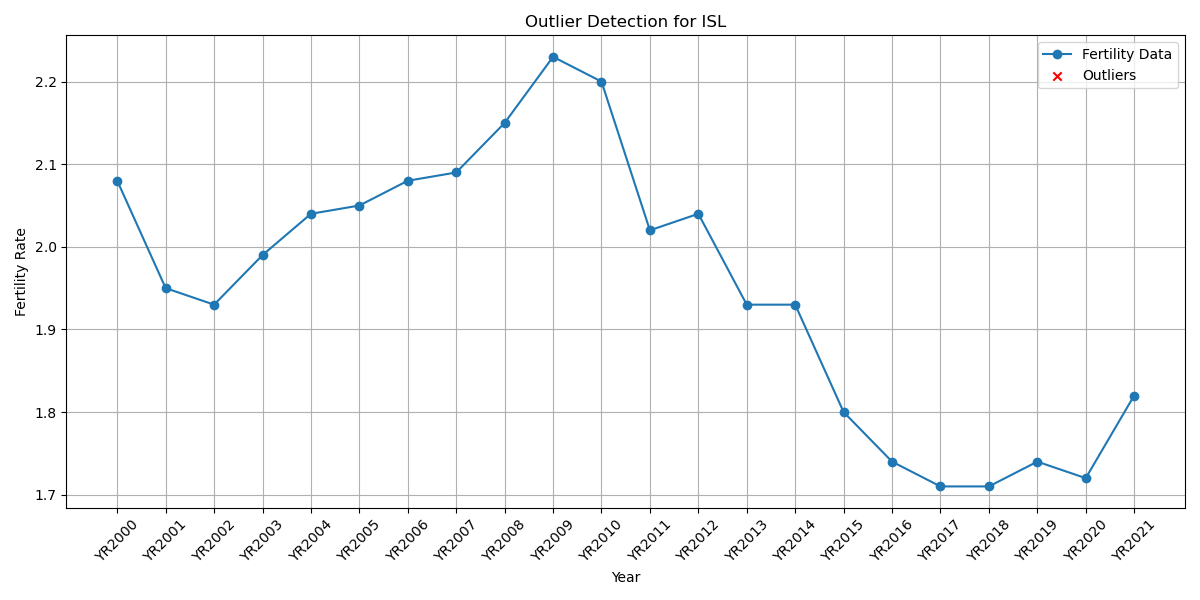 Outlier Detection for ISL
Fertility Data
Outliers
Fertility Rate
2.2
2.1
2.0
1.9
1.8
1.7
YR2000
YR2001
YR2002
YR2003
YR2004
YR2005
YR2006
YR2007
YR2008
YR2009
YR2010
YR2011
YR2012
YR2013
YR2014
YR2015
YR2016
YR2017
YR2018
YR2019
YR2020
YR2021
Year